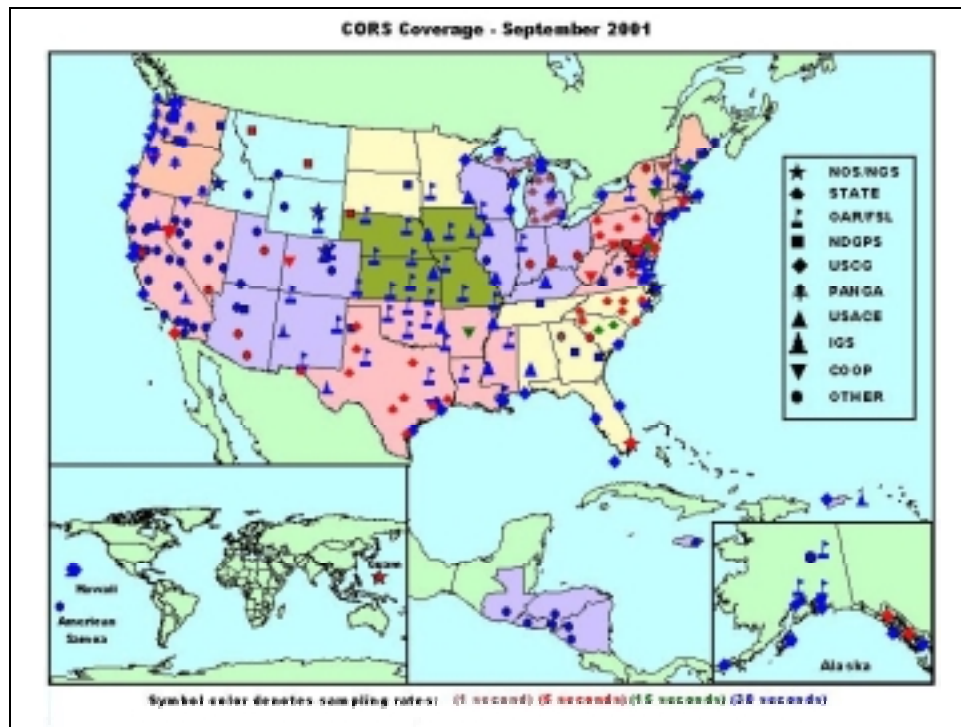 CORS Coverage - September 2001
NOS/NGS
STATE
OAR/FSL
NDGPS
USCG
PANGA
USACE
IGS
COOP
OTHER
Guam
Hawaii
American
Samoa
Alaska
Symbol color denotes sampling rates: (1 second) (5 seconds) (15 seconds) (30 seconds)